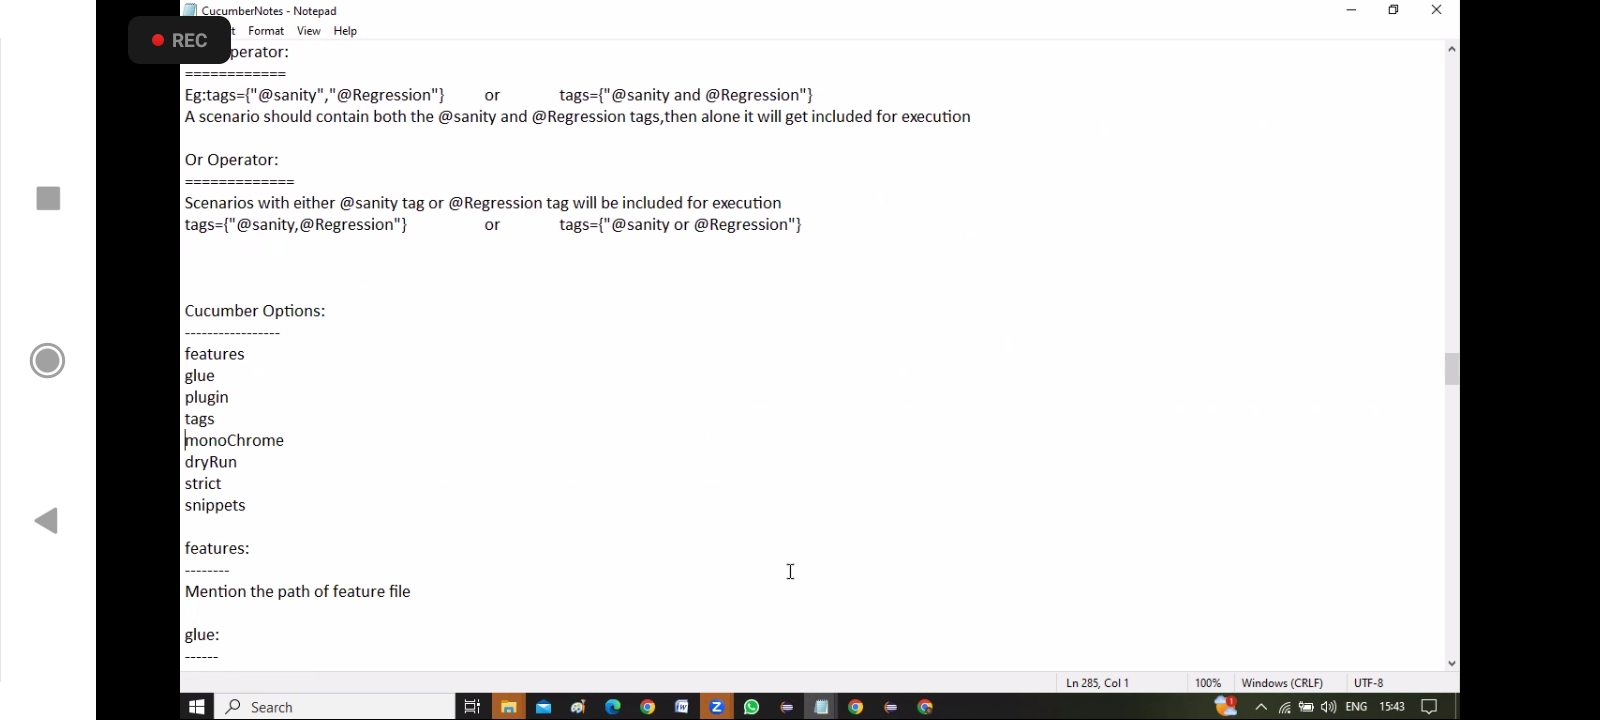 CucumberNotes - Notepad
REC
Format View Help
perator:
============
Eg:tags={"@sanity","@Regression"} or tags={"@sanity and @Regression"}
A scenario should contain both the @sanity and @Regression tags,then alone it will get included for execution
Or Operator:
=============
Scenarios with either @sanity tag or @Regression tag will be included for execution
tags={"@sanity,@Regression"} or tags={"@sanity or @Regression"}
Cucumber Options:
-----------------
features
glue
plugin
tags
monoChrome
dryRun
strict
snippets
features:
--------
Mention the path of feature file
glue:
------
Ln 285, Col 1 100% Windows (CRLF) UTF-8
Search ENG 15:43